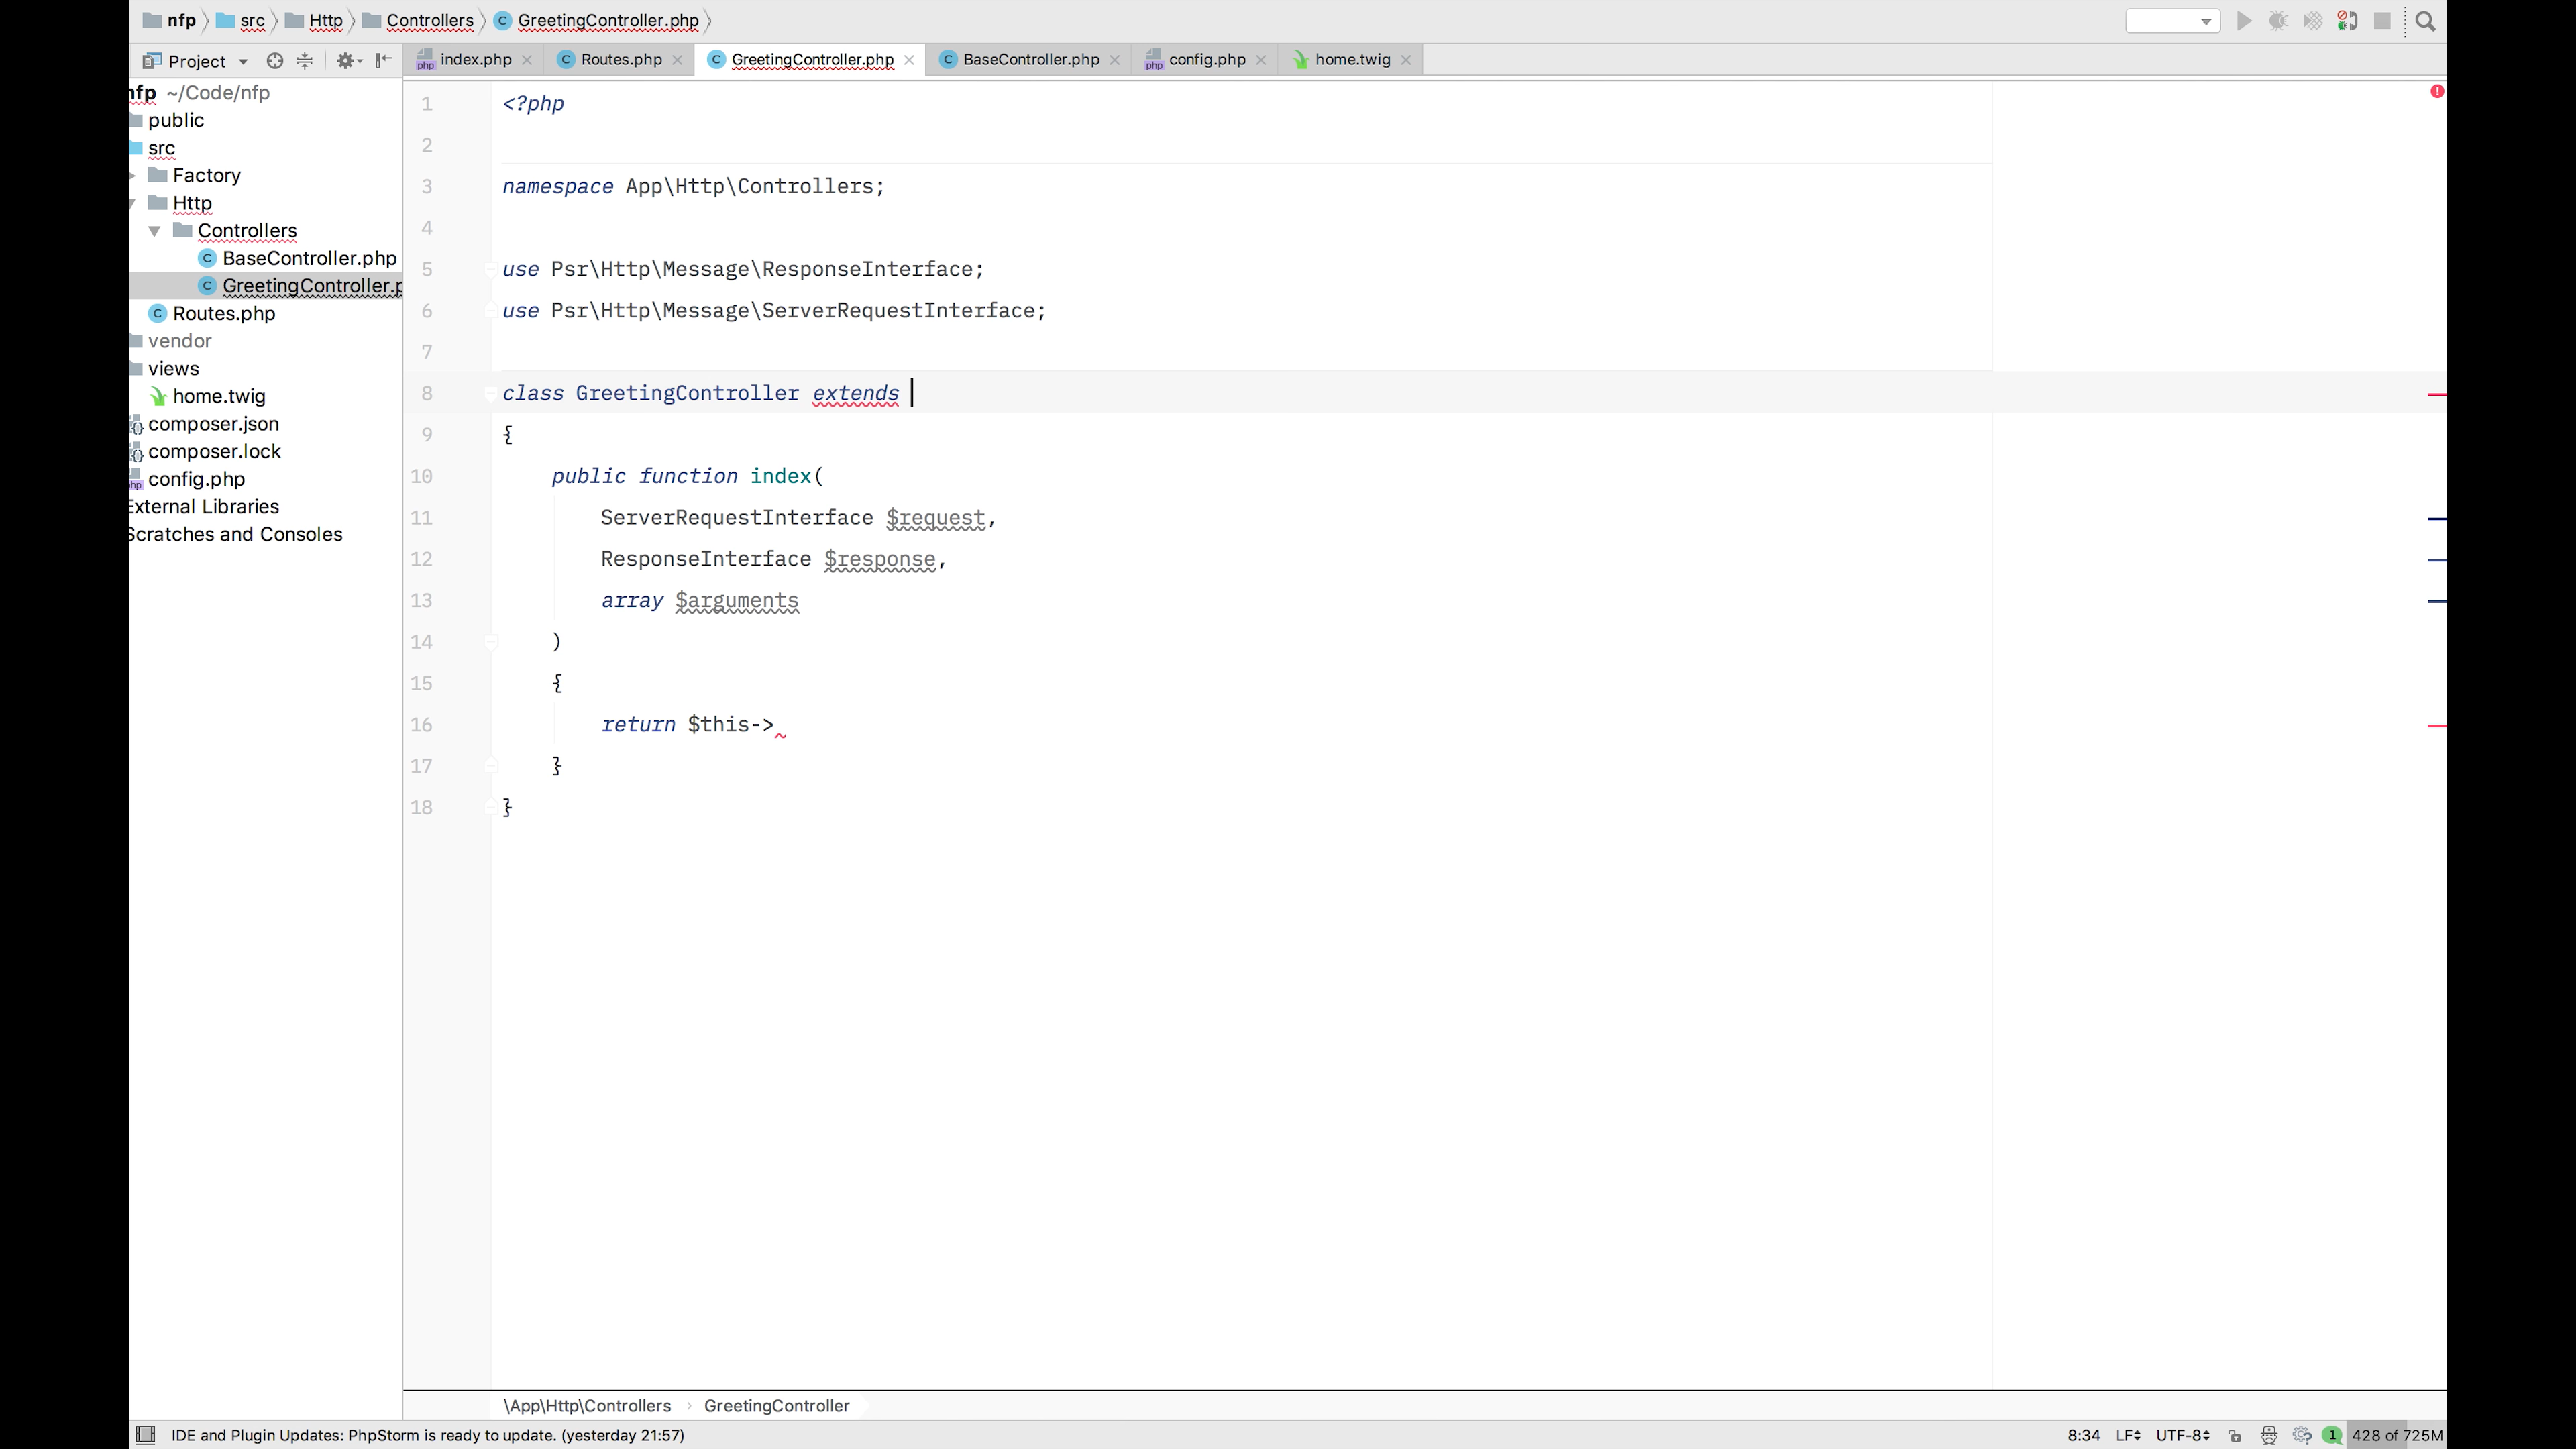 nfp src Http Controllers GreetingController.php
Project
index.php Routes.php GreetingController.php BaseController.php config.php home.twig
nfp ~/Code/nfp
public
src
Factory
Http
Controllers
BaseController.php
GreetingController.p
Routes.php
vendor
views
home.twig
composer.json
composer.lock
config.php
External Libraries
Scratches and Consoles
1 <?php
2
3 namespace App\Http\Controllers;
4
5 use Psr\Http\Message\ResponseInterface;
6 use Psr\Http\Message\ServerRequestInterface;
7
8 class GreetingController extends
9 {
10 public function index(
11 ServerRequestInterface $request,
12 ResponseInterface $response,
13 array $arguments
14 )
15 {
16 return $this->
17 }
18 }
\App\Http\Controllers › GreetingController
IDE and Plugin Updates: PhpStorm is ready to update. (yesterday 21:57)
8:34 LF UTF-8 1 428 of 725M